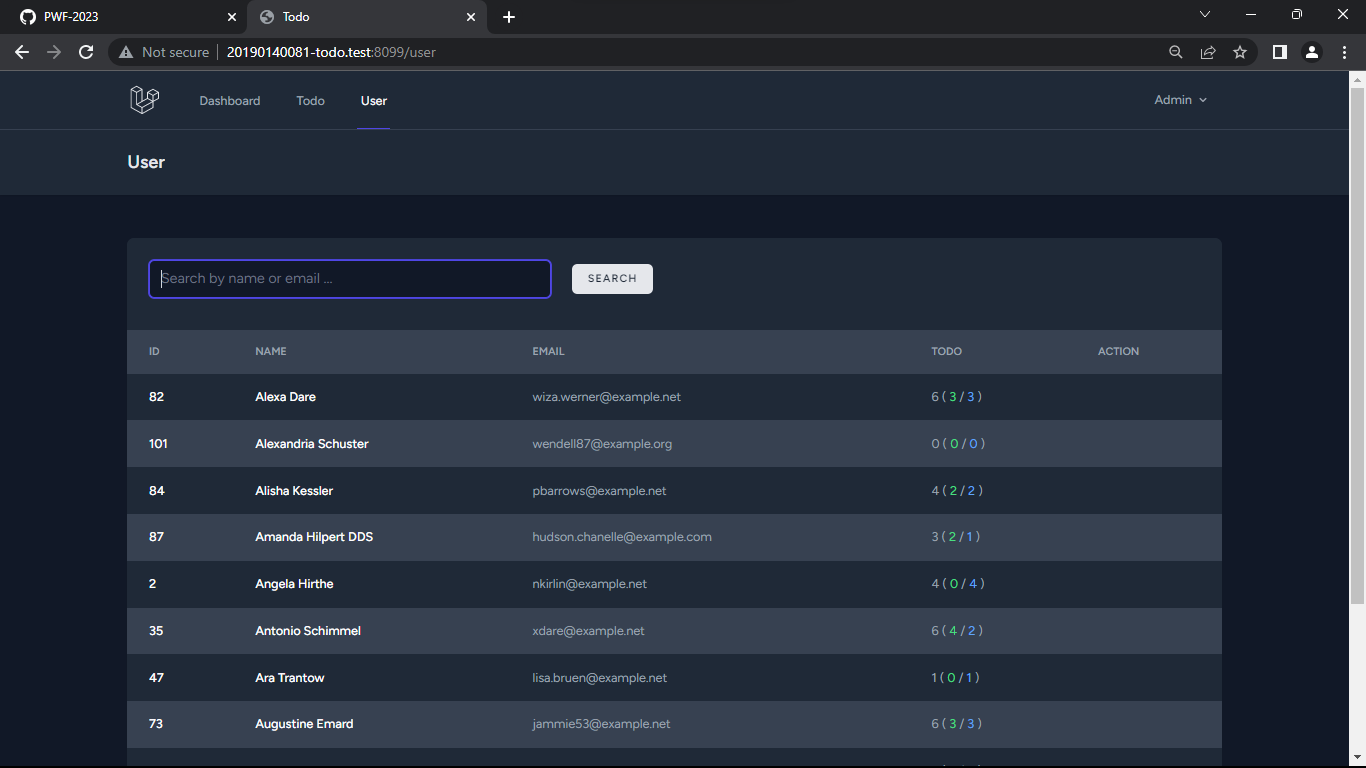 PWF-2023
Todo
Not secure
20190140081-todo.test:8099/user
Dashboard Todo User Admin
User
Search by name or email ...
SEARCH
ID NAME EMAIL TODO ACTION
82 Alexa Dare wiza.werner@example.net 6 ( 3 / 3 )
101 Alexandria Schuster wendell87@example.org 0 ( 0 / 0 )
84 Alisha Kessler pbarrows@example.net 4 ( 2 / 2 )
87 Amanda Hilpert DDS hudson.chanelle@example.com 3 ( 2 / 1 )
2 Angela Hirthe nkirlin@example.net 4 ( 0 / 4 )
35 Antonio Schimmel xdare@example.net 6 ( 4 / 2 )
47 Ara Trantow lisa.bruen@example.net 1 ( 0 / 1 )
73 Augustine Emard jammie53@example.net 6 ( 3 / 3 )